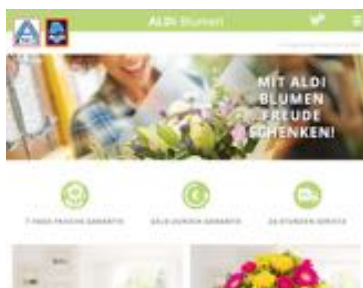 ALDI Blumen
MIT ALDI
BLUMEN
FREUDE
SCHENKEN!
7-TAGE-FRISCHE-GARANTIE
GELD-ZURÜCK-GARANTIE
24-STUNDEN-SERVICE